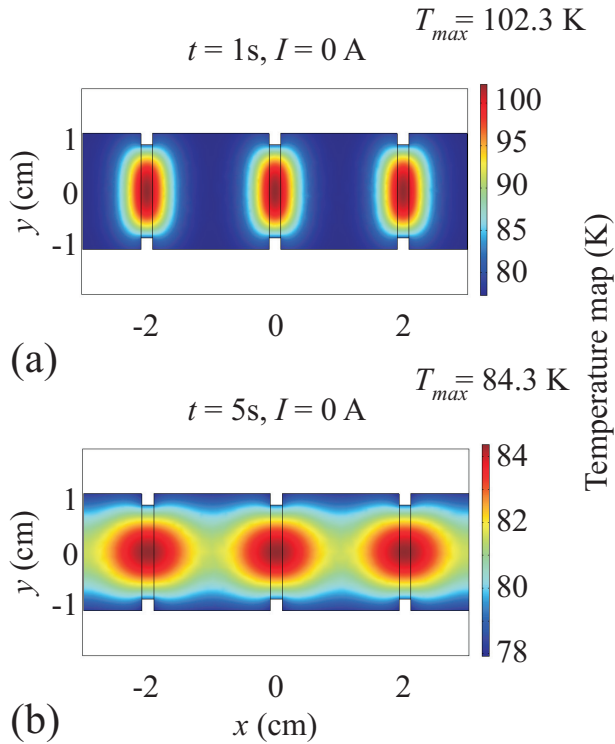 T_max = 102.3 K
t = 1s, I = 0 A
y (cm)
1
0
-1
-2 0 2
100
95
90
85
80
(a)
Temperature map (K)
T_max = 84.3 K
t = 5s, I = 0 A
y (cm)
1
0
-1
-2 0 2
x (cm)
84
82
80
78
(b)